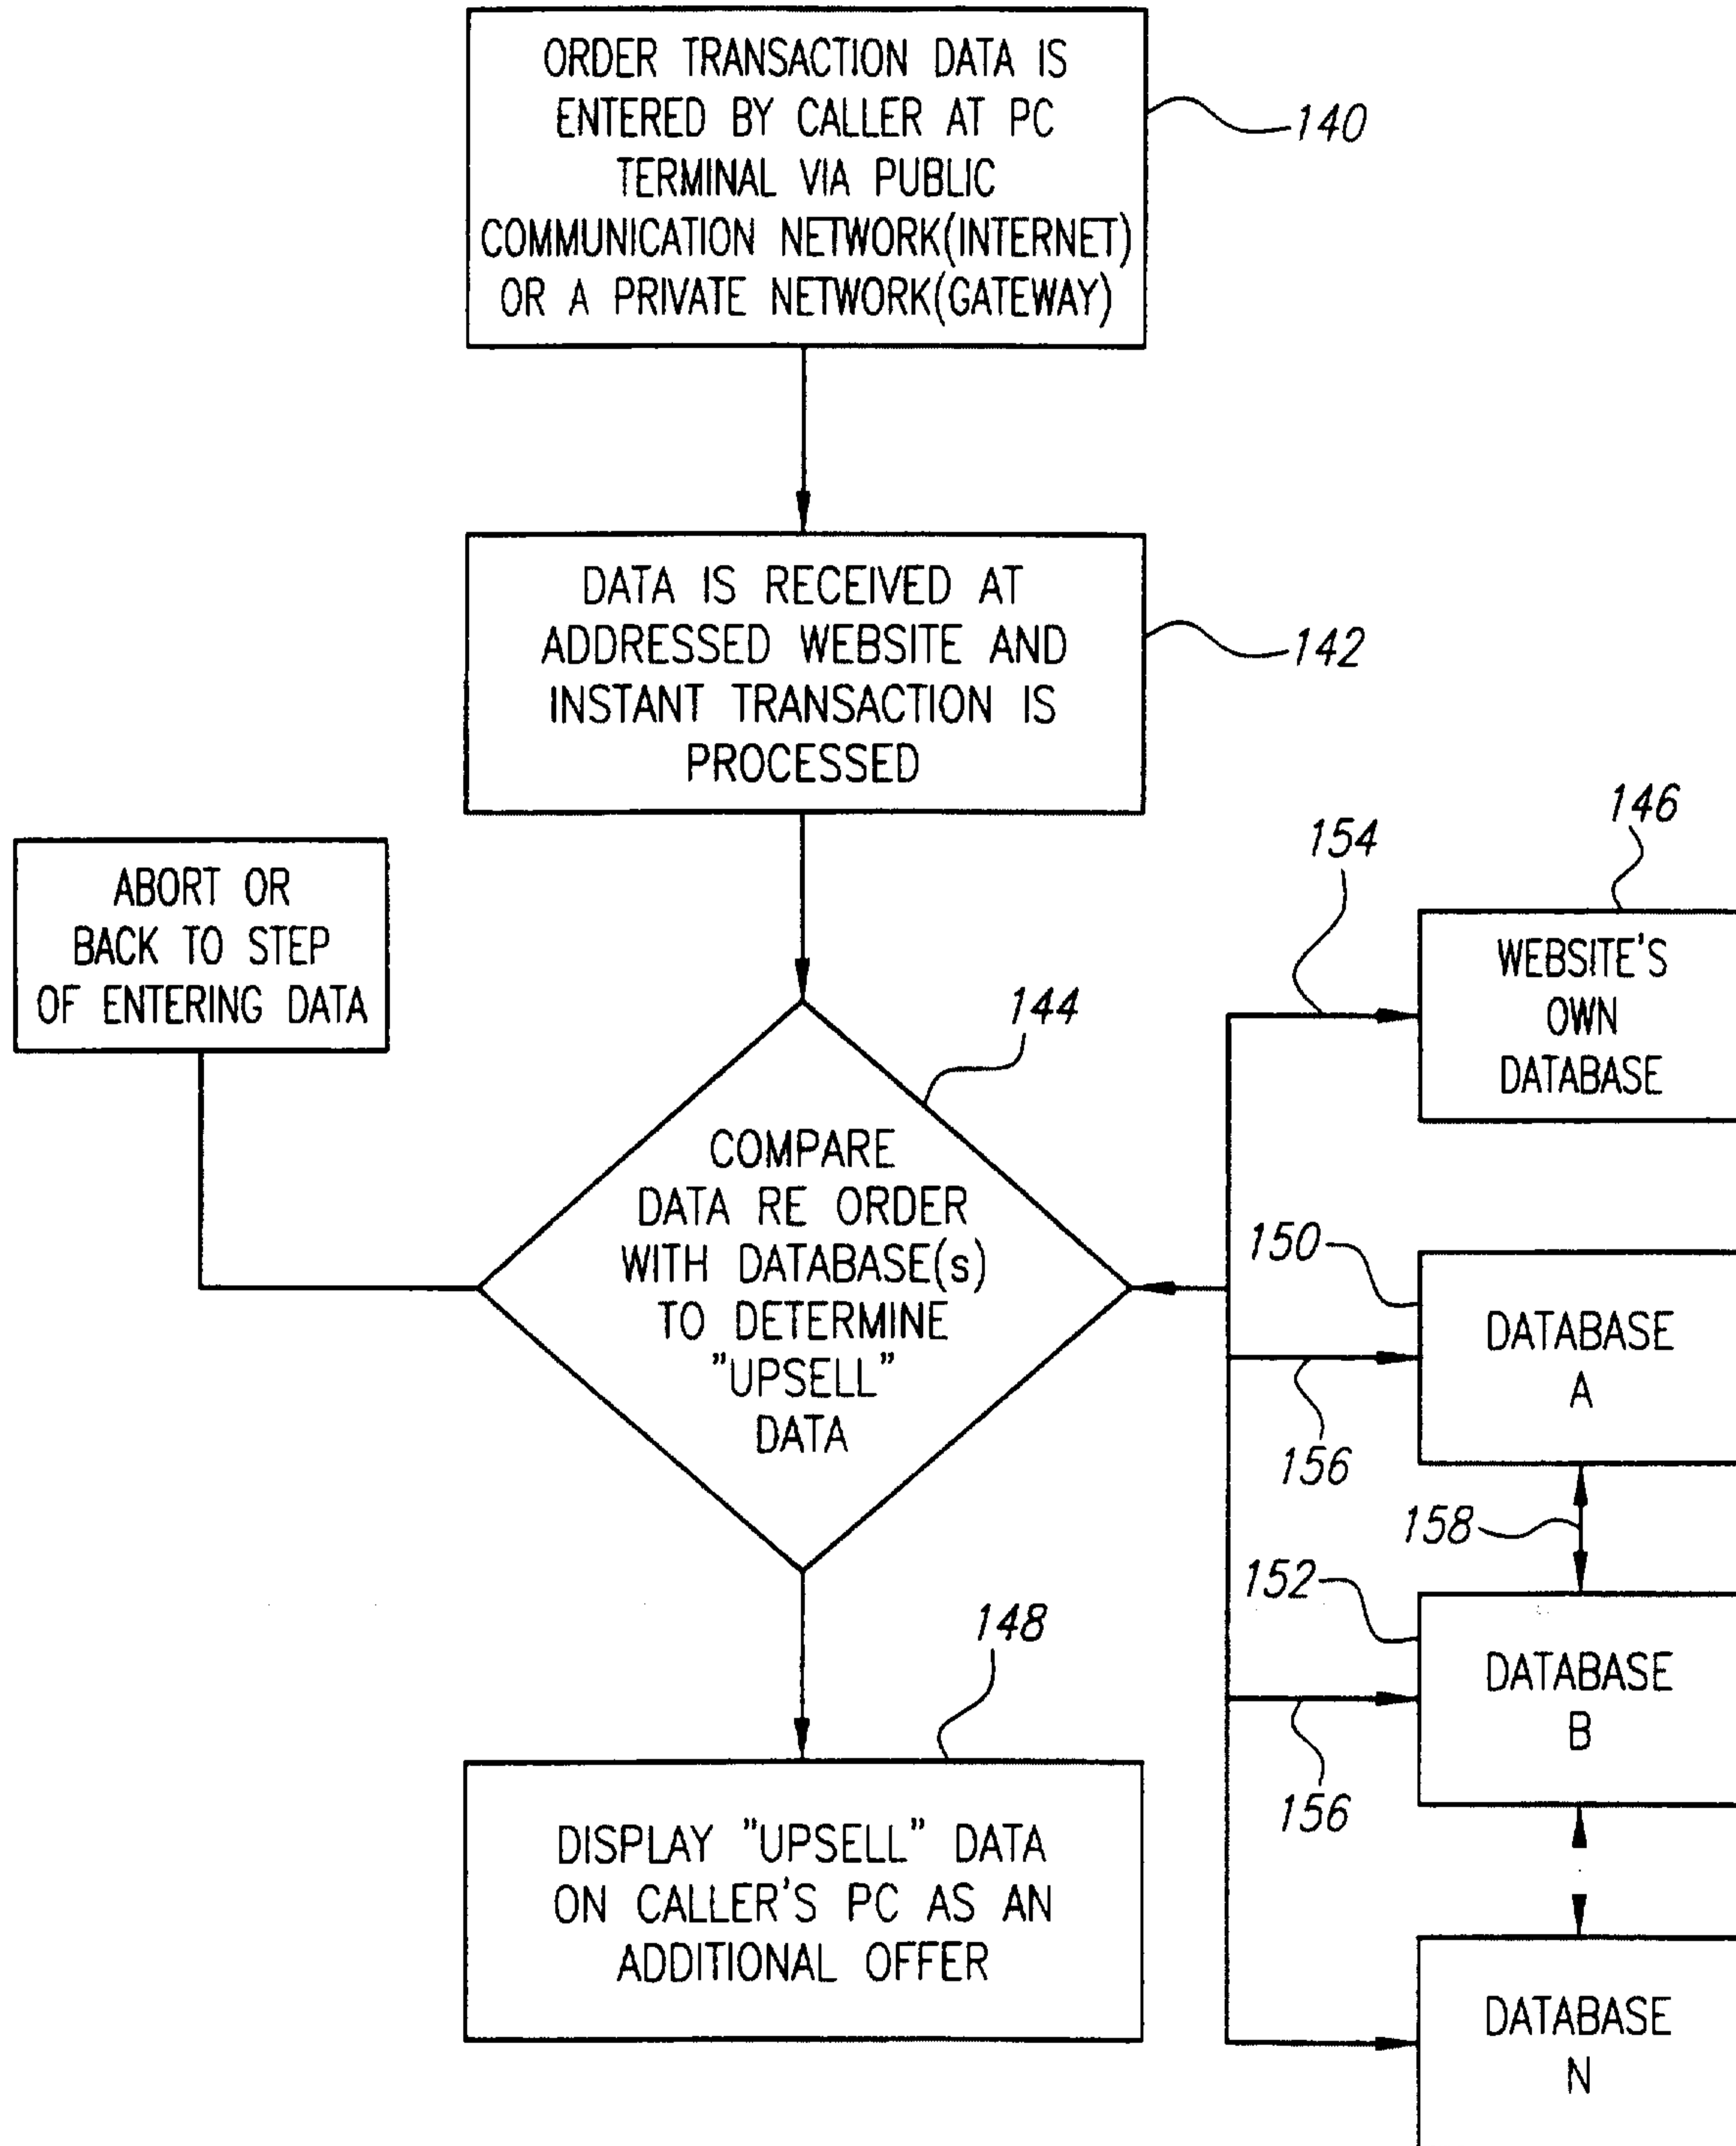 ORDER TRANSACTION DATA IS
ENTERED BY CALLER AT PC
TERMINAL VIA PUBLIC
COMMUNICATION NETWORK(INTERNET)
OR A PRIVATE NETWORK(GATEWAY)
140
DATA IS RECEIVED AT
ADDRESSED WEBSITE AND
INSTANT TRANSACTION IS
PROCESSED
142
ABORT OR
BACK TO STEP
OF ENTERING DATA
144
COMPARE
DATA RE ORDER
WITH DATABASE(s)
TO DETERMINE
"UPSELL"
DATA
154
146
WEBSITE'S
OWN
DATABASE
150
DATABASE
A
156
158
152
DATABASE
B
156
148
DISPLAY "UPSELL" DATA
ON CALLER'S PC AS AN
ADDITIONAL OFFER
DATABASE
N